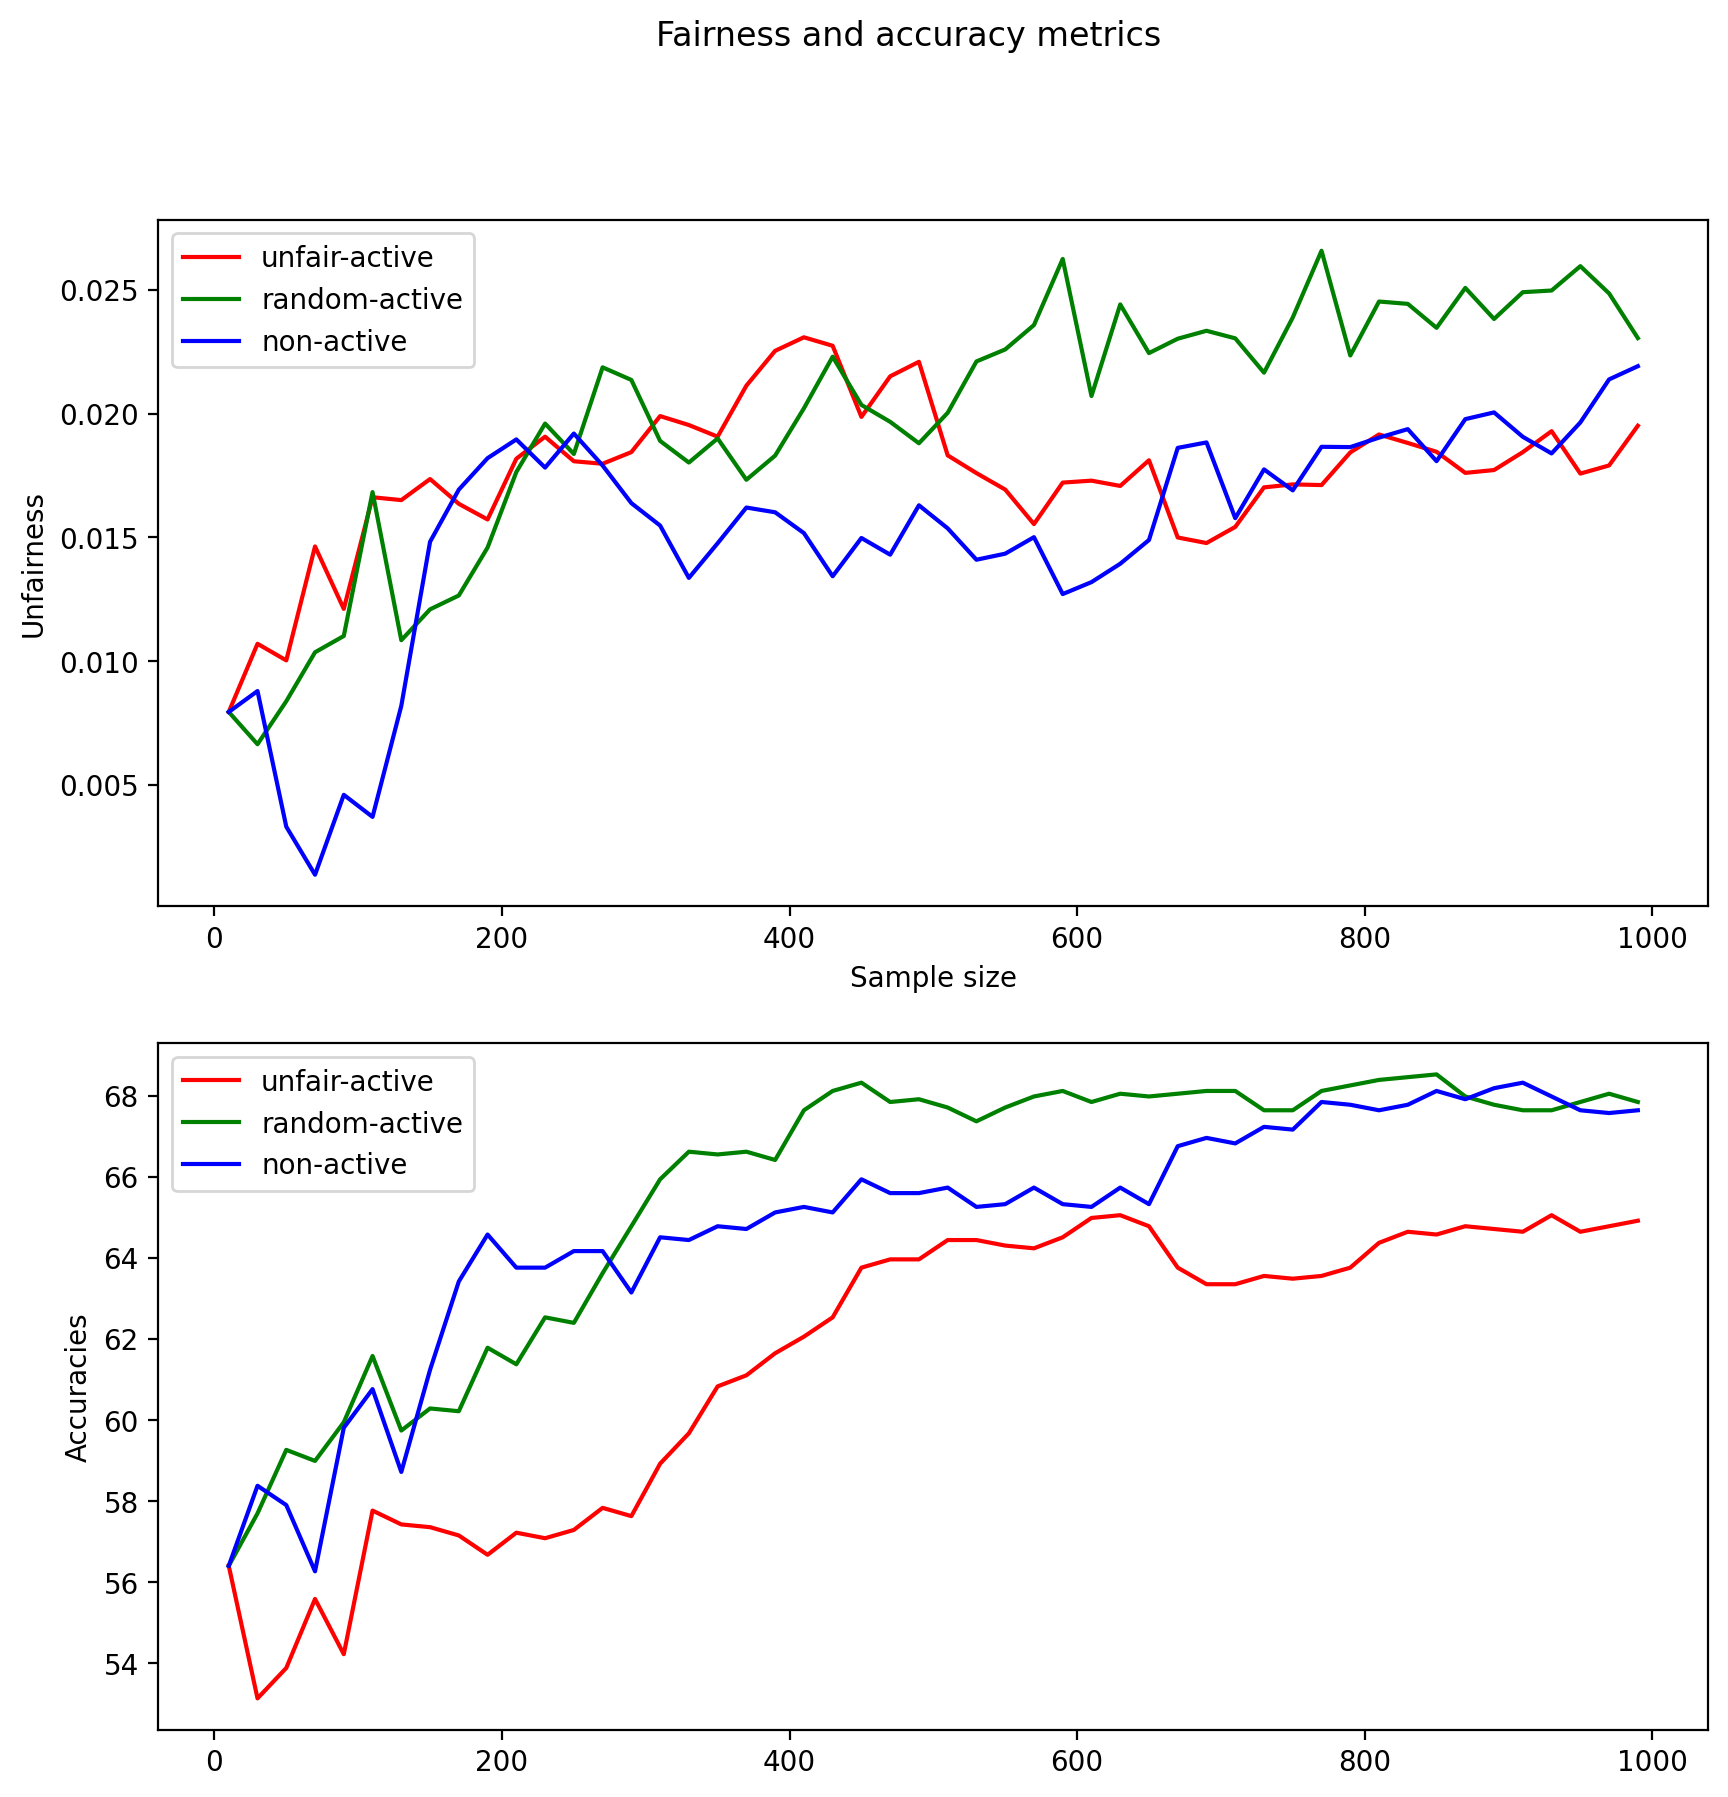 Fairness and accuracy metrics
unfair-active
random-active
non-active
0.025
0.020
0.015
0.010
0.005
Unfairness
0 200 400 600 800 1000
Sample size
unfair-active
random-active
non-active
68
66
64
62
60
58
56
54
Accuracies
0 200 400 600 800 1000